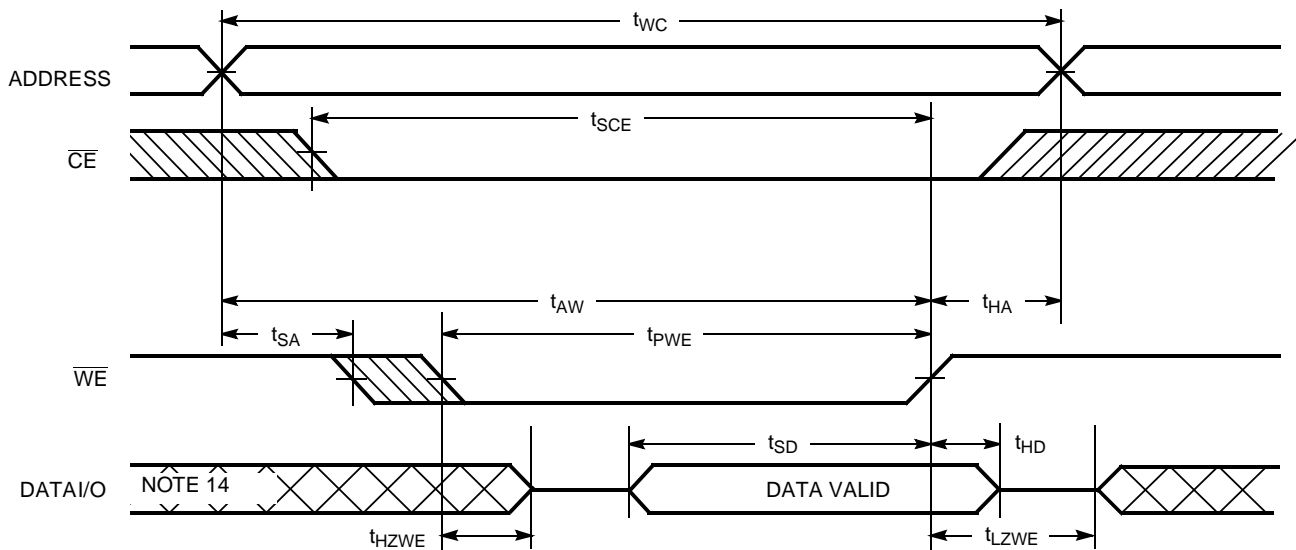 tWC
ADDRESS
tSCE
CE
tAW
tHA
tSA
tPWE
WE
tSD
tHD
DATAI/O
NOTE 14
DATA VALID
tHZWE
tLZWE